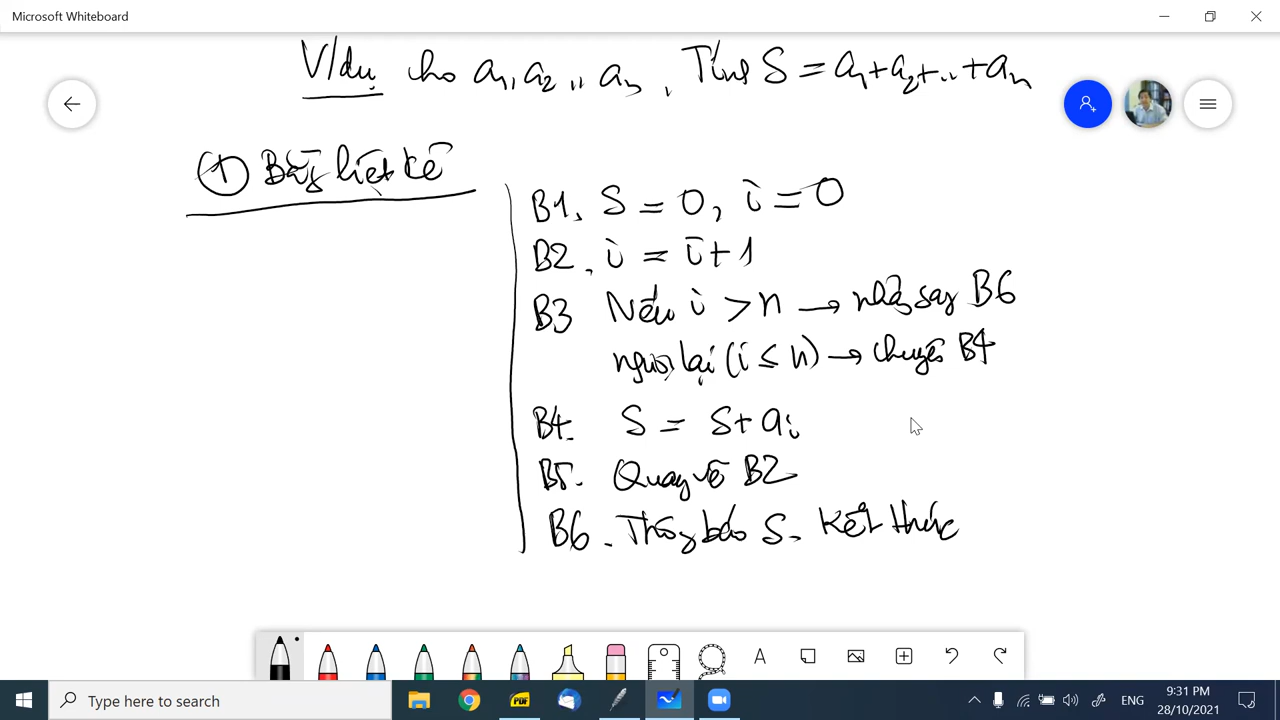 Microsoft Whiteboard
V/dụ cho a1, a2 ,, an, Tính S = a1+a2+..+an
① Bằng liệt kê
B1. S = 0, i = 0
B2. i = i+1
B3 Nếu i > n → nhảy sang B6
ngược lại (i ≤ n) → chuyển B4
B4. S = S+ai
B5. Quay về B2
B6. Thông báo S. Kết thúc
A
Type here to search
PDF
ENG
9:31 PM
28/10/2021